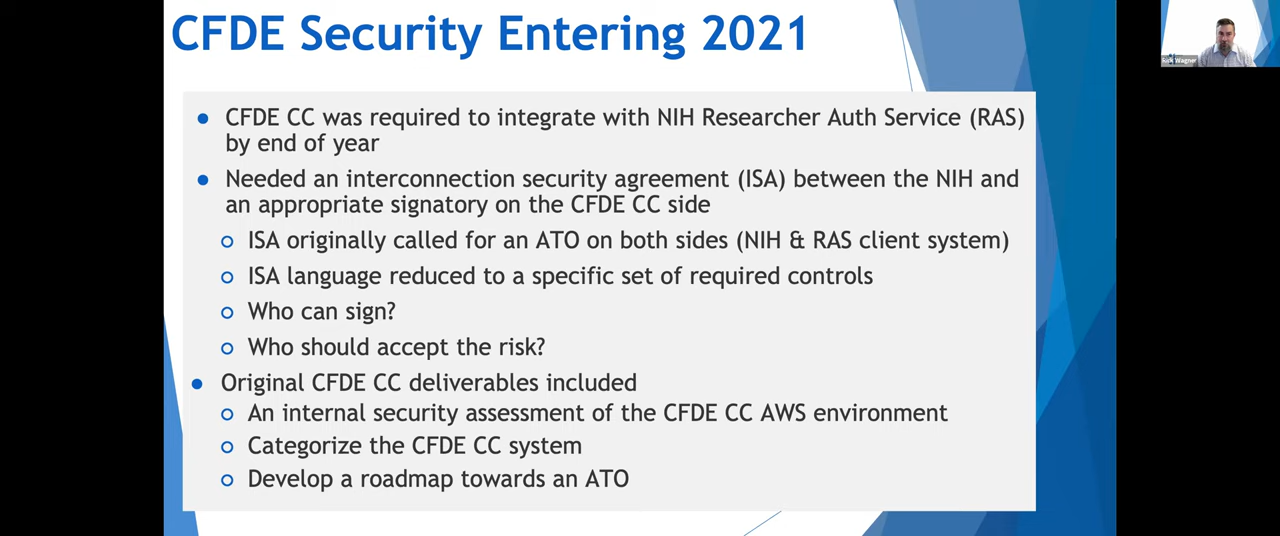 CFDE Security Entering 2021
Rick Wagner
● CFDE CC was required to integrate with NIH Researcher Auth Service (RAS)
by end of year
● Needed an interconnection security agreement (ISA) between the NIH and
an appropriate signatory on the CFDE CC side
○ ISA originally called for an ATO on both sides (NIH & RAS client system)
○ ISA language reduced to a specific set of required controls
○ Who can sign?
○ Who should accept the risk?
● Original CFDE CC deliverables included
○ An internal security assessment of the CFDE CC AWS environment
○ Categorize the CFDE CC system
○ Develop a roadmap towards an ATO